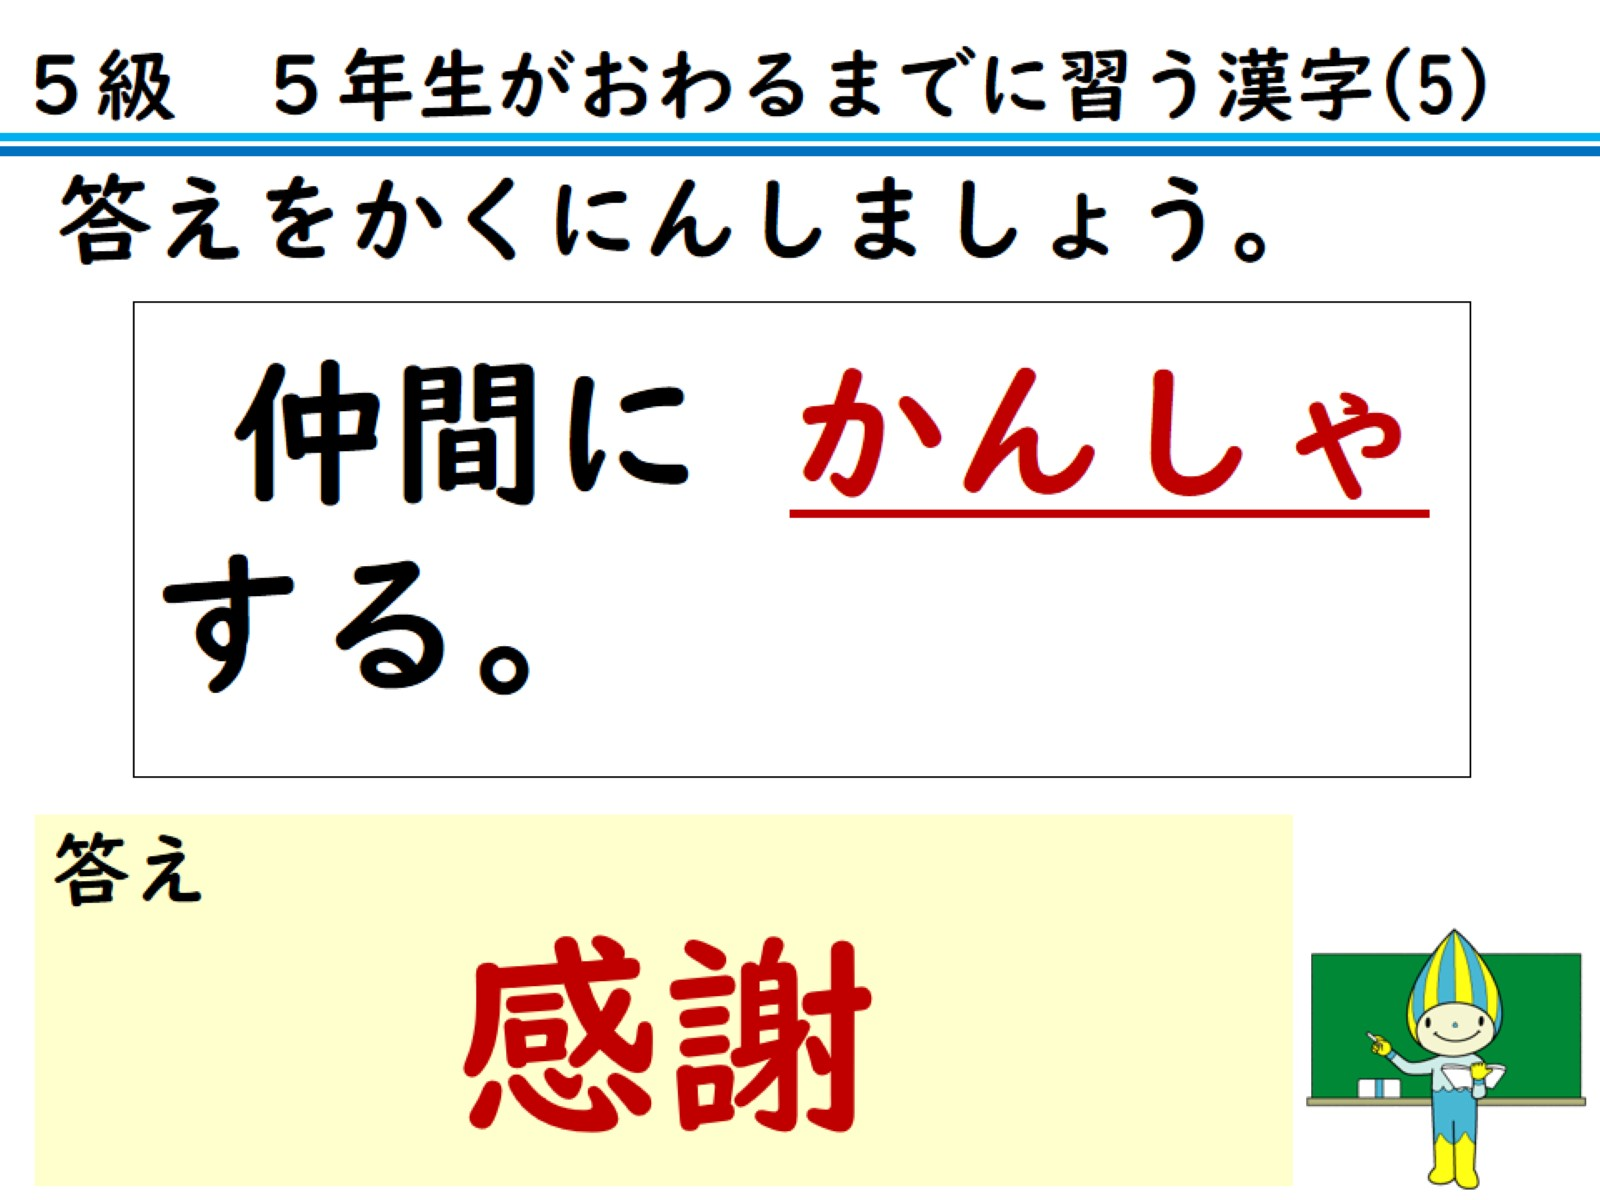 ５級　５年生がおわるまでに習う漢字(5)
答えをかくにんしましょう。
仲間に かんしゃ
する。
答え
感謝